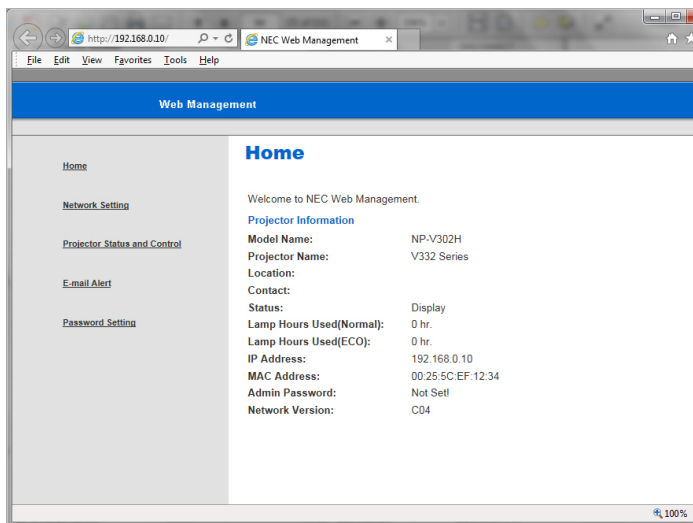 http://192.168.0.10/
NEC Web Management
File Edit View Favorites Tools Help
Web Management
Home
Network Setting
Projector Status and Control
E-mail Alert
Password Setting
Home
Welcome to NEC Web Management.
Projector Information
Model Name: NP-V302H
Projector Name: V332 Series
Location:
Contact:
Status: Display
Lamp Hours Used(Normal): 0 hr.
Lamp Hours Used(ECO): 0 hr.
IP Address: 192.168.0.10
MAC Address: 00:25:5C:EF:12:34
Admin Password: Not Set!
Network Version: C04
100%